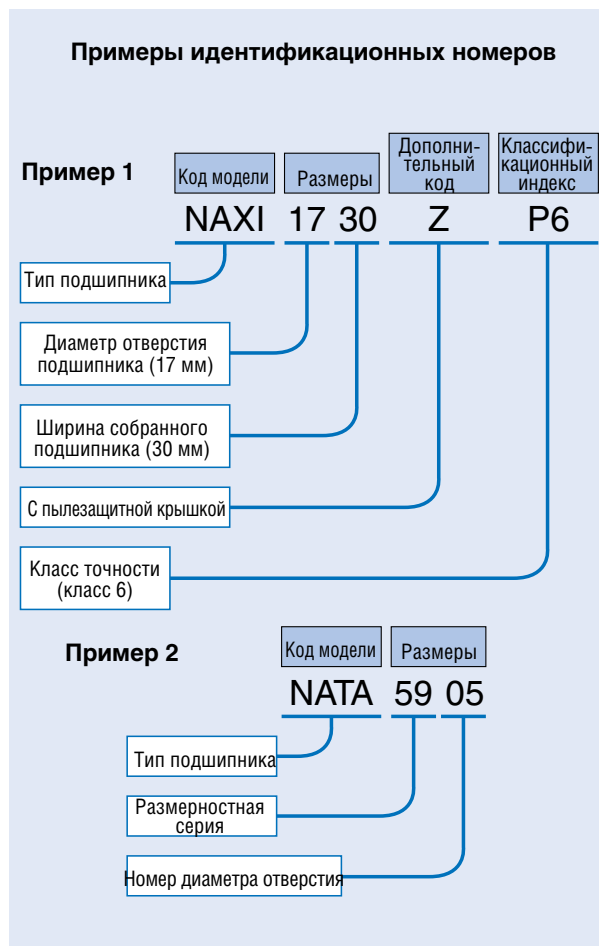 Примеры идентификационных номеров
Пример 1
Код модели
Размеры
Дополни-
тельный
код
Классифи-
кационный
индекс
NAXI 17 30 Z P6
Тип подшипника
Диаметр отверстия
подшипника (17 мм)
Ширина собранного
подшипника (30 мм)
С пылезащитной крышкой
Класс точности
(класс 6)
Пример 2
Код модели
Размеры
NATA 59 05
Тип подшипника
Размерностная
серия
Номер диаметра отверстия